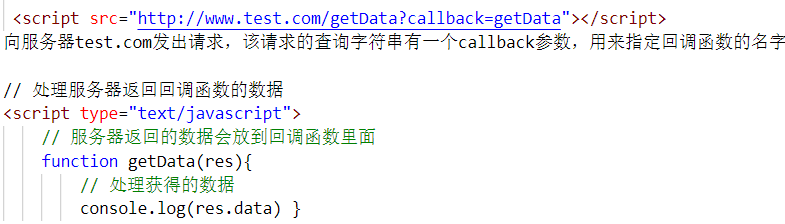 <script src="http://www.test.com/getData?callback=getData"></script>
向服务器test.com发出请求，该请求的查询字符串有一个callback参数，用来指定回调函数的名字
// 处理服务器返回回调函数的数据
<script type="text/javascript">
// 服务器返回的数据会放到回调函数里面
function getData(res){
// 处理获得的数据
console.log(res.data) }